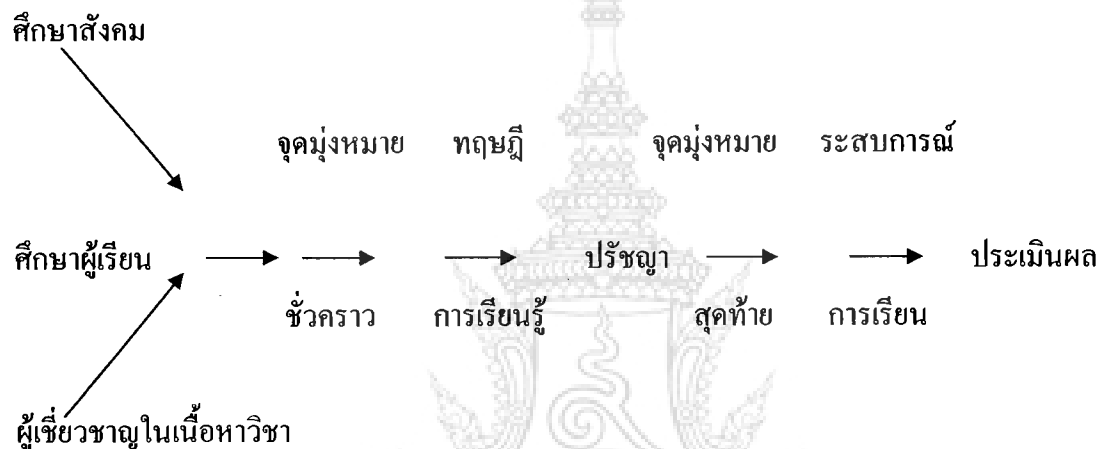 ศึกษาสังคม
จุดมุ่งหมาย ทฤษฎี จุดมุ่งหมาย ระสบการณ์
ศึกษาผู้เรียน ปรัชญา ประเมินผล
ชั่วคราว การเรียนรู้ สุดท้าย การเรียน
ผู้เชี่ยวชาญในเนื้อหาวิชา